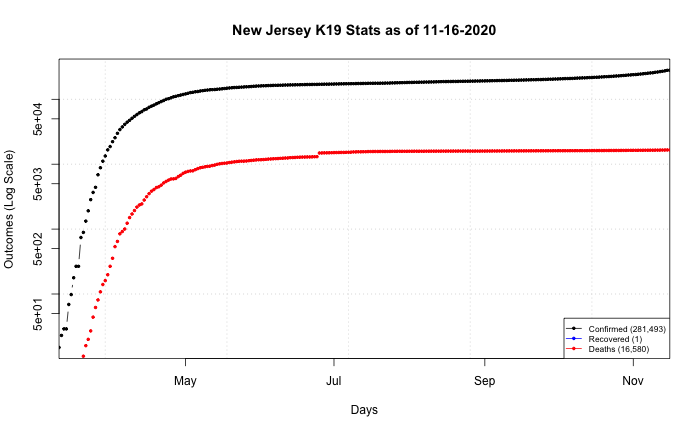 New Jersey K19 Stats as of 11-16-2020
Outcomes (Log Scale)
5e+04
5e+03
5e+02
5e+01
Confirmed (281,493)
Recovered (1)
Deaths (16,580)
May
Jul
Sep
Nov
Days